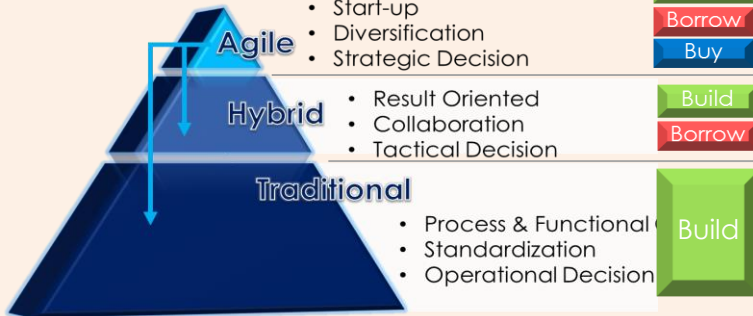 Agile
• Start-up
• Diversification
• Strategic Decision
Borrow
Buy
Hybrid
• Result Oriented
• Collaboration
• Tactical Decision
Build
Borrow
Traditional
• Process & Functional
• Standardization
• Operational Decision
Build